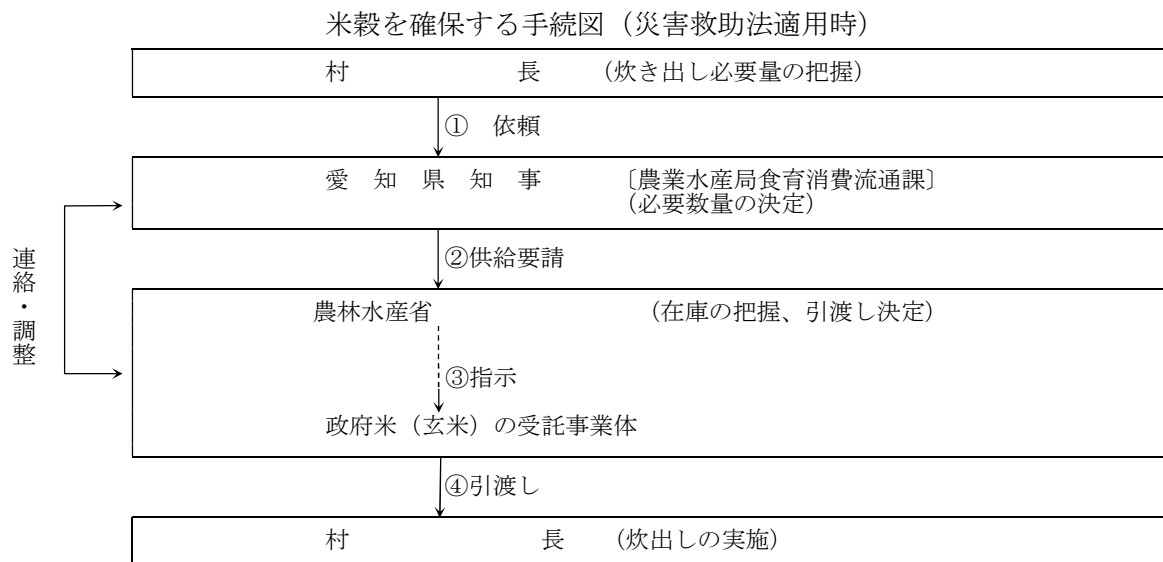 米穀を確保する手続図（災害救助法適用時）
村　　　　　　　　長　　（炊き出し必要量の把握）
①　依頼
愛　知　県　知　事　　　〔農業水産局食育消費流通課〕
（必要数量の決定）
②供給要請
連絡・調整
農林水産省　　　　　　　　　（在庫の把握、引渡し決定）
③指示
政府米（玄米）の受託事業体
④引渡し
村　　　　　　　　　長　　（炊出しの実施）